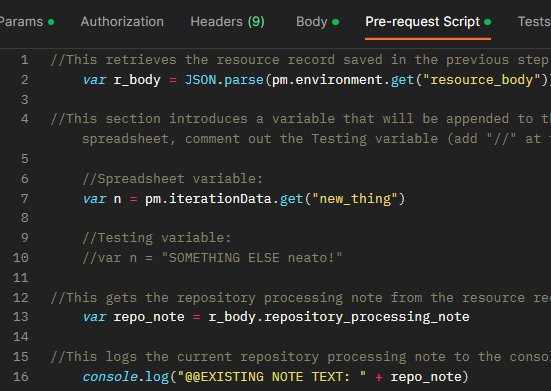 Params Authorization Headers (9) Body Pre-request Script Tests
1 //This retrieves the resource record saved in the previous step
2 var r_body = JSON.parse(pm.environment.get("resource_body"))
3
4 //This section introduces a variable that will be appended to
spreadsheet, comment out the Testing variable (add "//" at
5
6 //Spreadsheet variable:
7 var n = pm.iterationData.get("new_thing")
8
9 //Testing variable:
10 //var n = "SOMETHING ELSE neato!"
11
12 //This gets the repository processing note from the resource
13 var repo_note = r_body.repository_processing_note
14
15 //This logs the current repository processing note to the
16 console.log("@@EXISTING NOTE TEXT: " + repo_note)